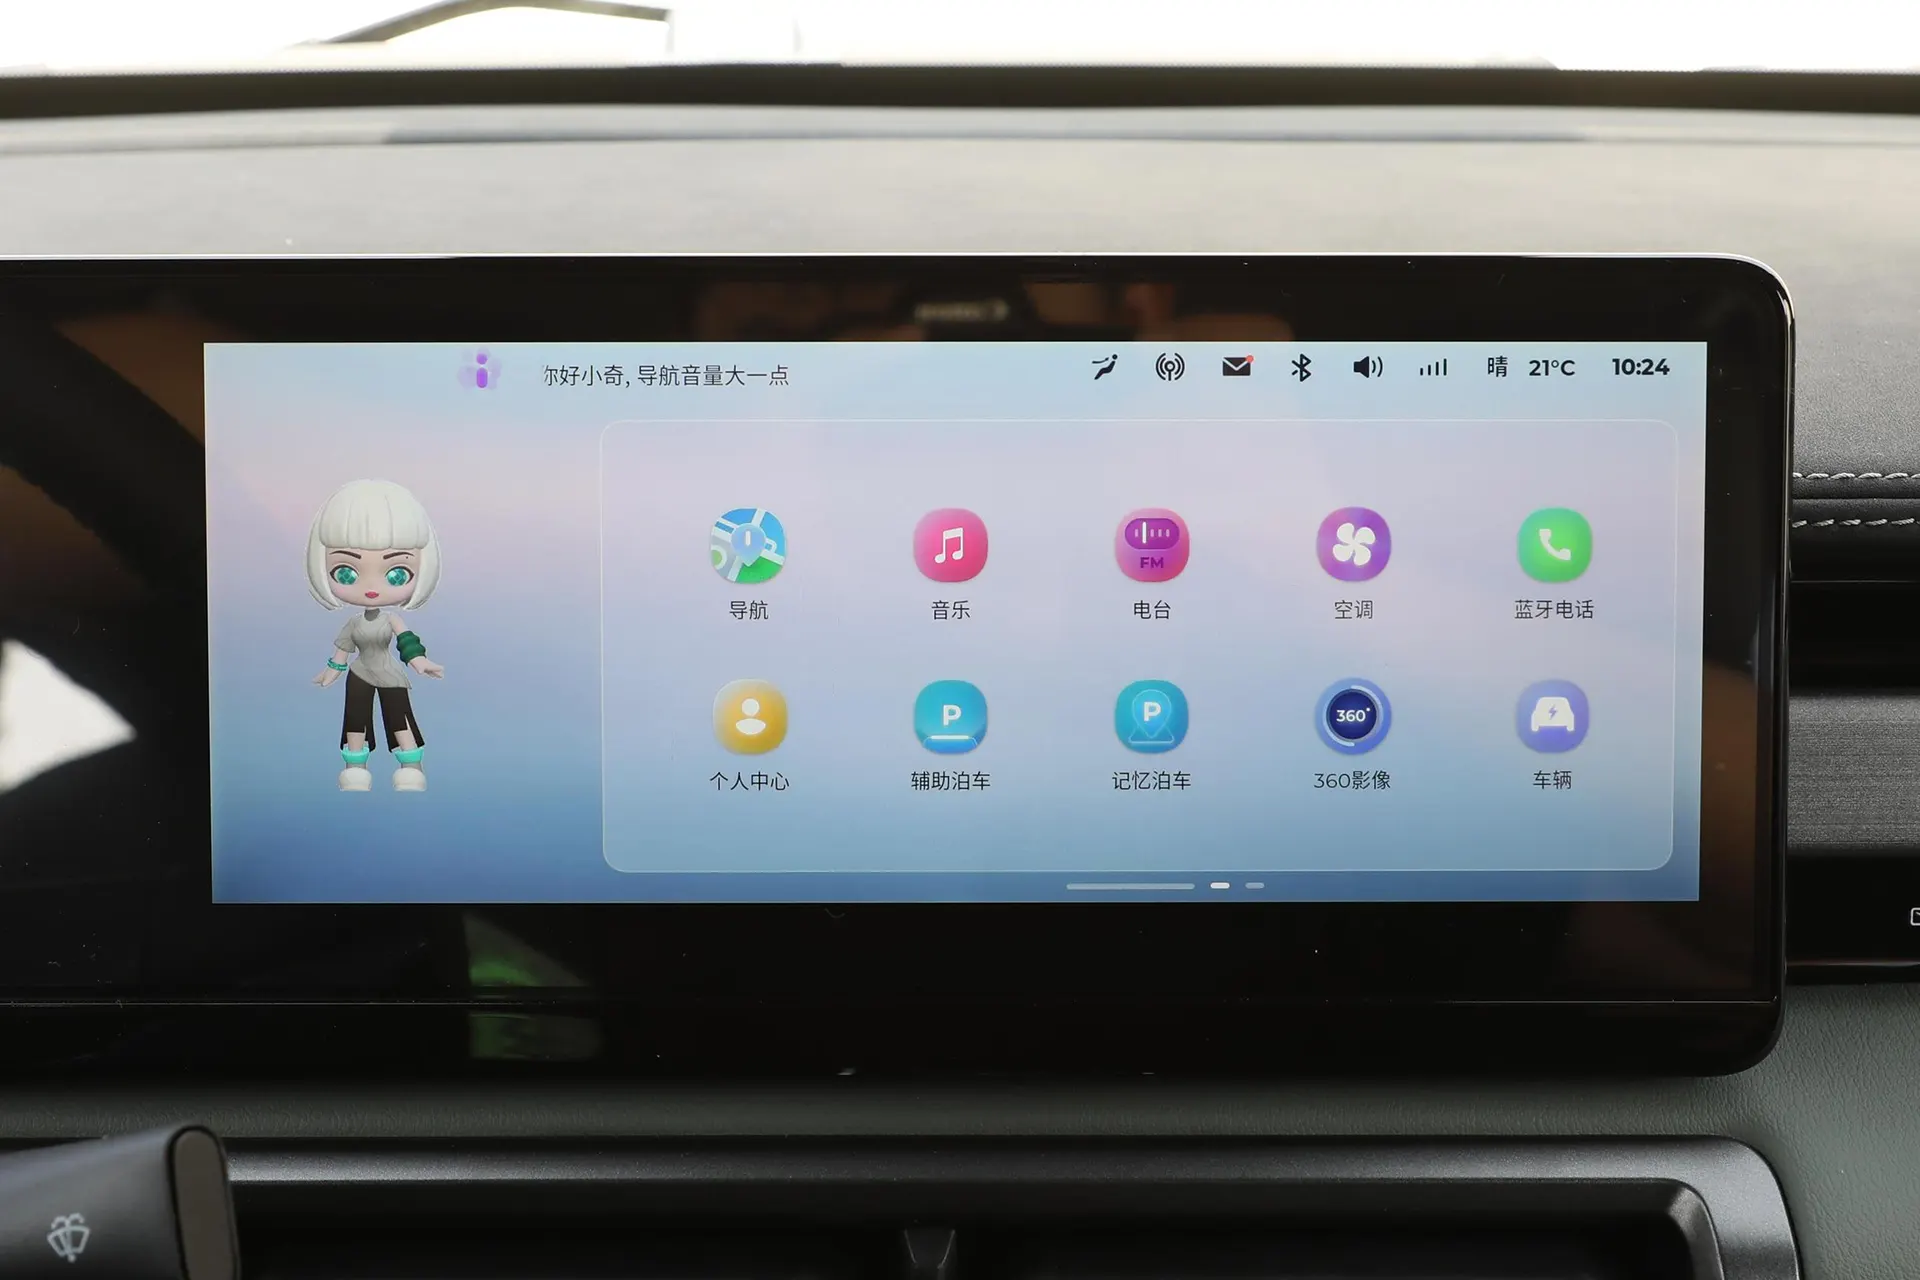 你好小奇, 导航音量大一点
晴 21°C 10:24
FM
导航 音乐 电台 空调 蓝牙电话
P P 360°
个人中心 辅助泊车 记忆泊车 360影像 车辆